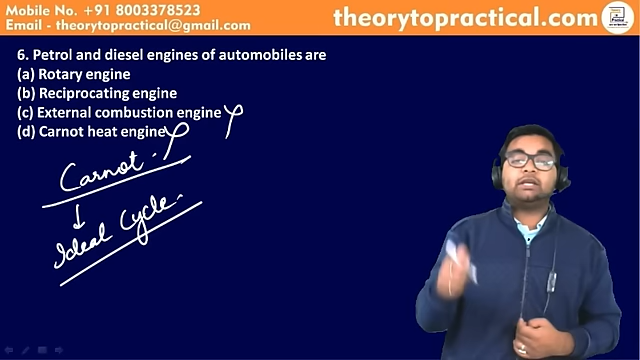 Mobile No. +91 8003378523
Email - theorytopractical@gmail.com
theorytopractical.com
6. Petrol and diesel engines of automobiles are
(a) Rotary engine
(b) Reciprocating engine
(c) External combustion engine
(d) Carnot heat engine
Carnot.
Ideal Cycle.